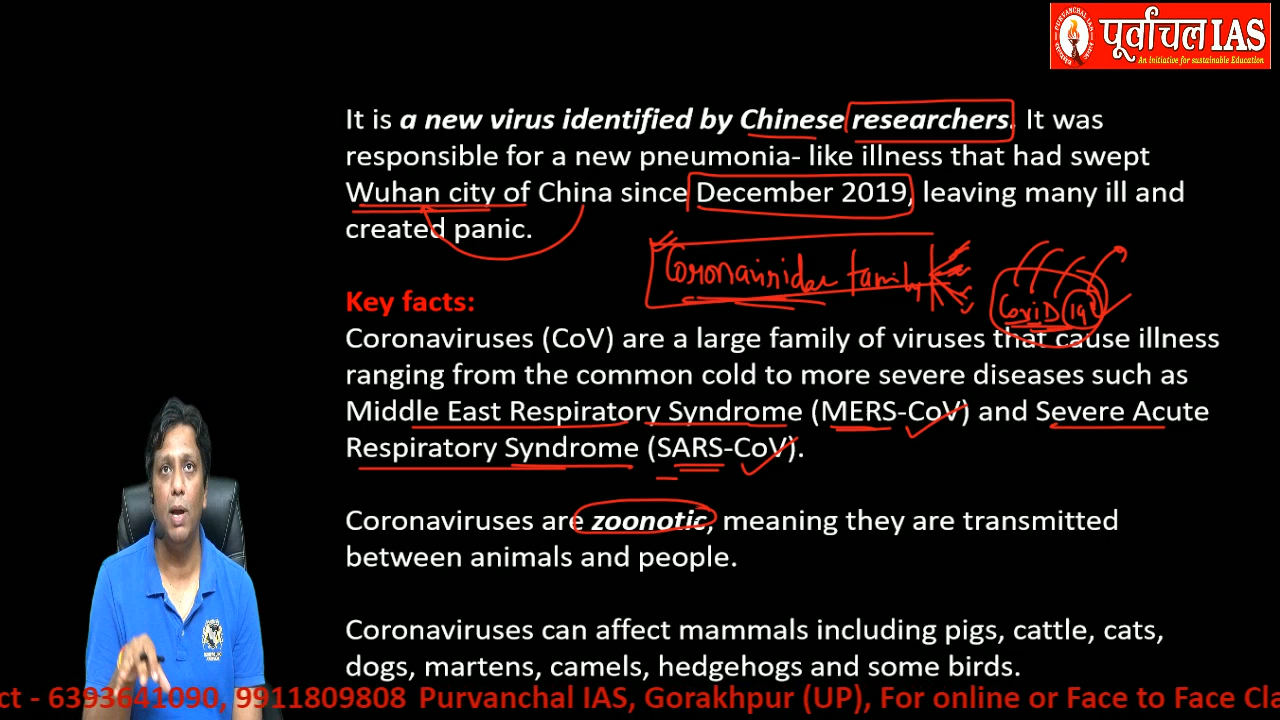 पूर्वांचल IAS
An initiative for sustainable Education
It is a new virus identified by Chinese researchers. It was
responsible for a new pneumonia- like illness that had swept
Wuhan city of China since December 2019, leaving many ill and
created panic.
Coronaviridae family
CoviD 19
Key facts:
Coronaviruses (CoV) are a large family of viruses that cause illness
ranging from the common cold to more severe diseases such as
Middle East Respiratory Syndrome (MERS-CoV) and Severe Acute
Respiratory Syndrome (SARS-CoV).
Coronaviruses are zoonotic, meaning they are transmitted
between animals and people.
Coronaviruses can affect mammals including pigs, cattle, cats,
dogs, martens, camels, hedgehogs and some birds.
ct - 6393641090, 9911809808 Purvanchal IAS, Gorakhpur (UP), For online or Face to Face Cla